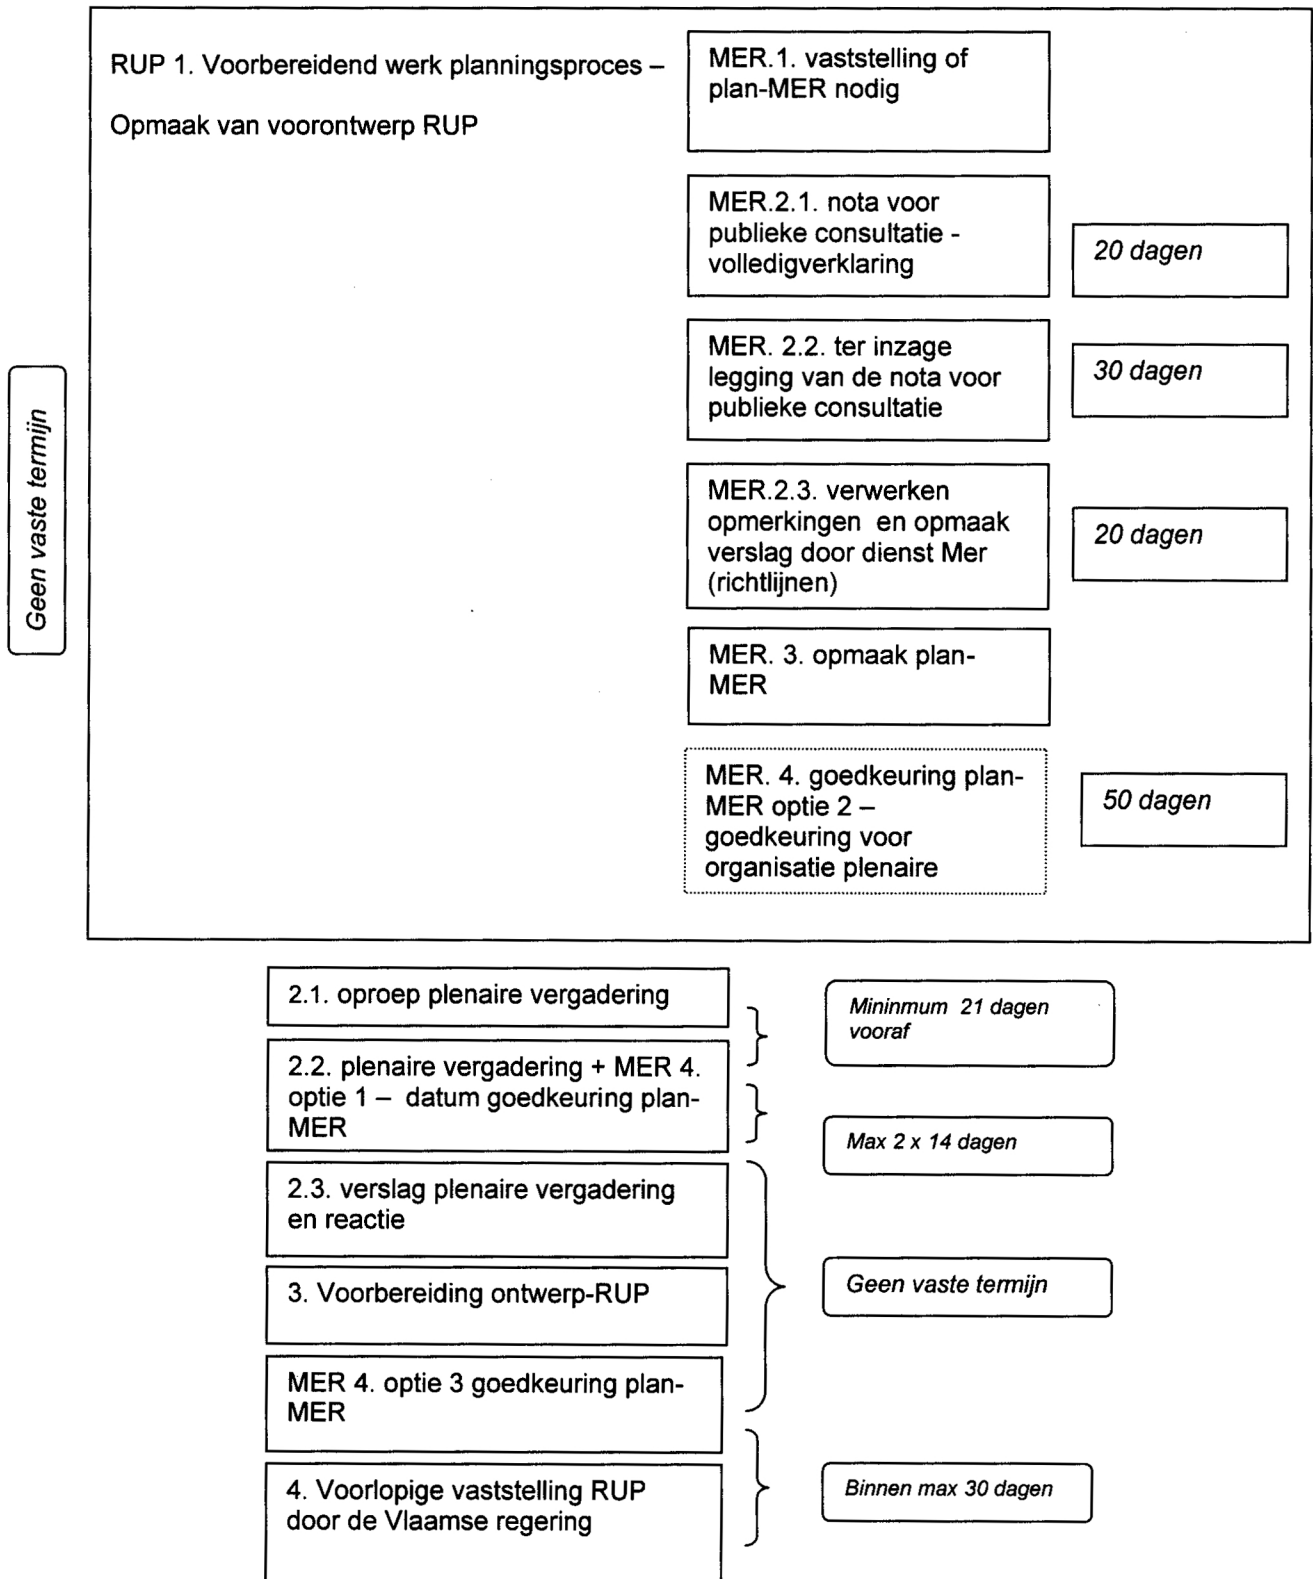 RUP 1. Voorbereidend werk planningsproces –
Opmaak van voorontwerp RUP
MER.1. vaststelling of
plan-MER nodig
MER.2.1. nota voor
publieke consultatie -
volledigverklaring
20 dagen
MER. 2.2. ter inzage
legging van de nota voor
publieke consultatie
30 dagen
Geen vaste termijn
MER.2.3. verwerken
opmerkingen en opmaak
verslag door dienst Mer
(richtlijnen)
20 dagen
MER. 3. opmaak plan-
MER
MER. 4. goedkeuring plan-
MER optie 2 –
goedkeuring voor
organisatie plenaire
50 dagen
2.1. oproep plenaire vergadering
Mininmum 21 dagen
vooraf
2.2. plenaire vergadering + MER 4.
optie 1 – datum goedkeuring plan-
MER
Max 2 x 14 dagen
2.3. verslag plenaire vergadering
en reactie
3. Voorbereiding ontwerp-RUP
Geen vaste termijn
MER 4. optie 3 goedkeuring plan-
MER
4. Voorlopige vaststelling RUP
door de Vlaamse regering
Binnen max 30 dagen